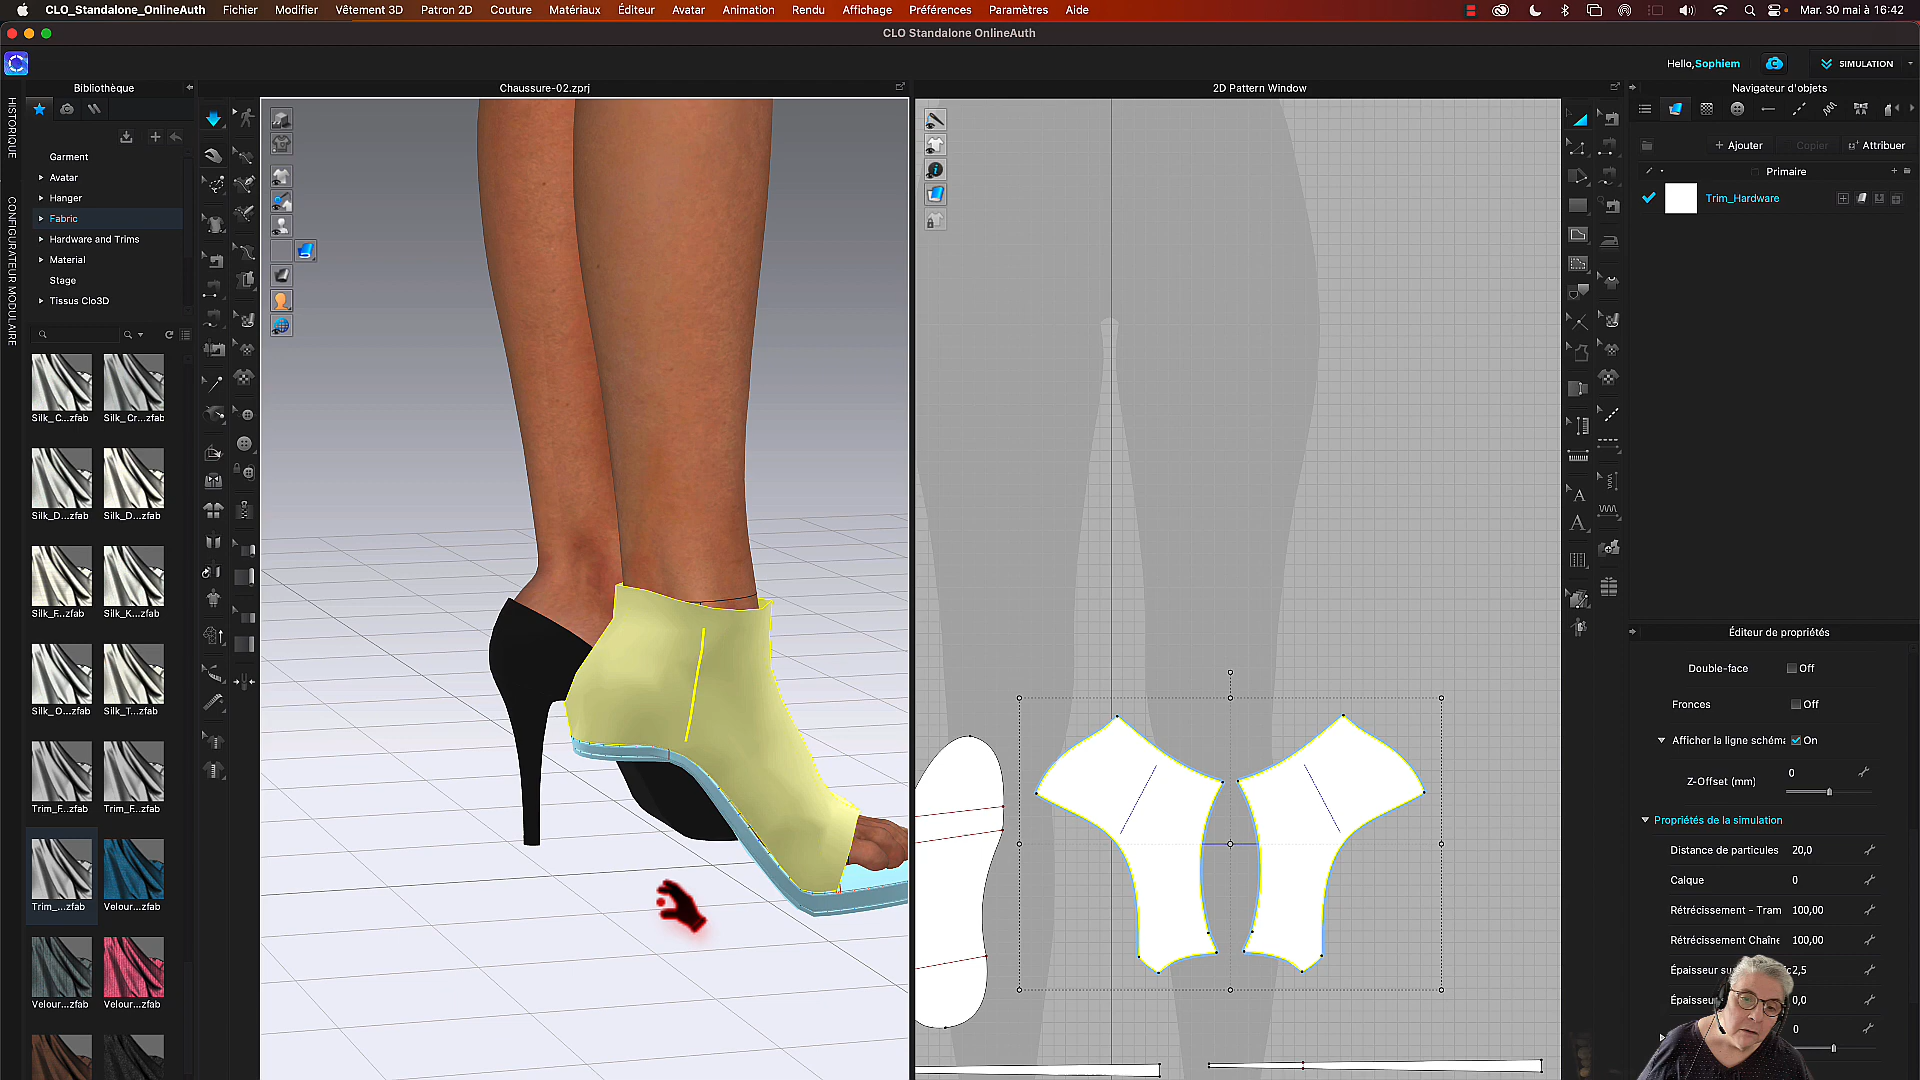 CLO_Standalone_OnlineAuth Fichier Modifier Vêtement 3D Patron 2D Couture Matériaux Éditeur Avatar Animation Rendu Affichage Préférences Paramètres Aide Mar. 30 mai à 16:42
CLO Standalone OnlineAuth
Hello,Sophiem SIMULATION
Bibliothèque Chaussure-02.zprj 2D Pattern Window Navigateur d'objets
HISTORIQUE
CONFIGURATEUR MODULAIRE
Garment
Avatar
Hanger
Fabric
Hardware and Trims
Material
Stage
Tissus Clo3D
Silk_C...zfab Silk_Cr...zfab
Silk_D...zfab Silk_D...zfab
Silk_F...zfab Silk_K...zfab
Silk_O...zfab Silk_T...zfab
Trim_F...zfab Trim_F...zfab
Trim_...zfab Velour...zfab
Velour...zfab Velour...zfab
+ Ajouter Copier Attribuer
Primaire
Trim_Hardware
Éditeur de propriétés
Double-face Off
Fronces Off
Afficher la ligne schéma On
Z-Offset (mm) 0
Propriétés de la simulation
Distance de particules 20,0
Calque 0
Rétrécissement - Tram 100,00
Rétrécissement Chaîne 100,00
Épaisseur su 2,5
Épaisseu 0,0
0